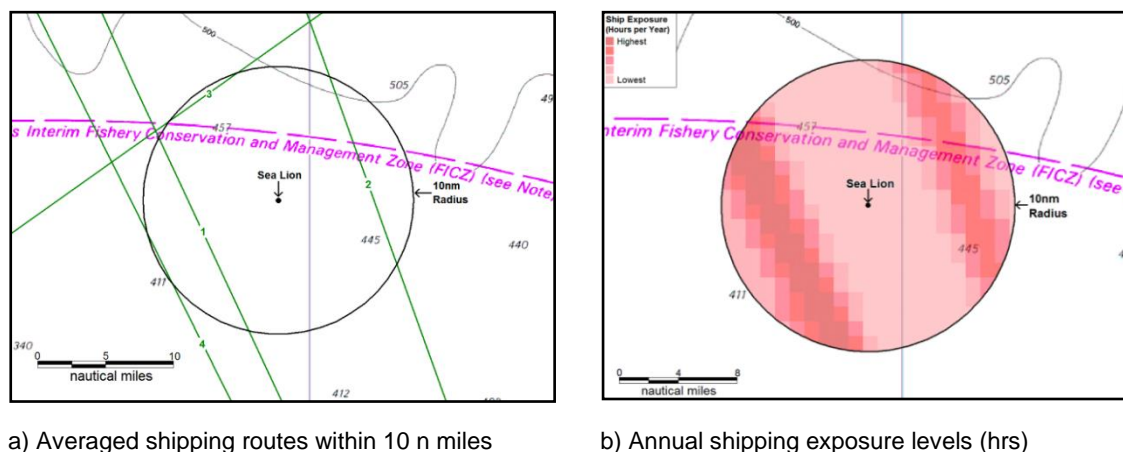 500
505
49
3
457
s Interim Fishery Conservation and Management Zone (FICZ) (see Note,
Sea Lion
2
10nm
Radius
1
445
440
411
4
340
0 5 10
nautical miles
412
a) Averaged shipping routes within 10 n miles
Ship Exposure
(Hours per Year)
Highest
Lowest
500
505
457
nterim Fishery Conservation and Management Zone (FICZ) (see
Sea Lion
10nm
Radius
445
411
0 4 8
nautical miles
412
b) Annual shipping exposure levels (hrs)